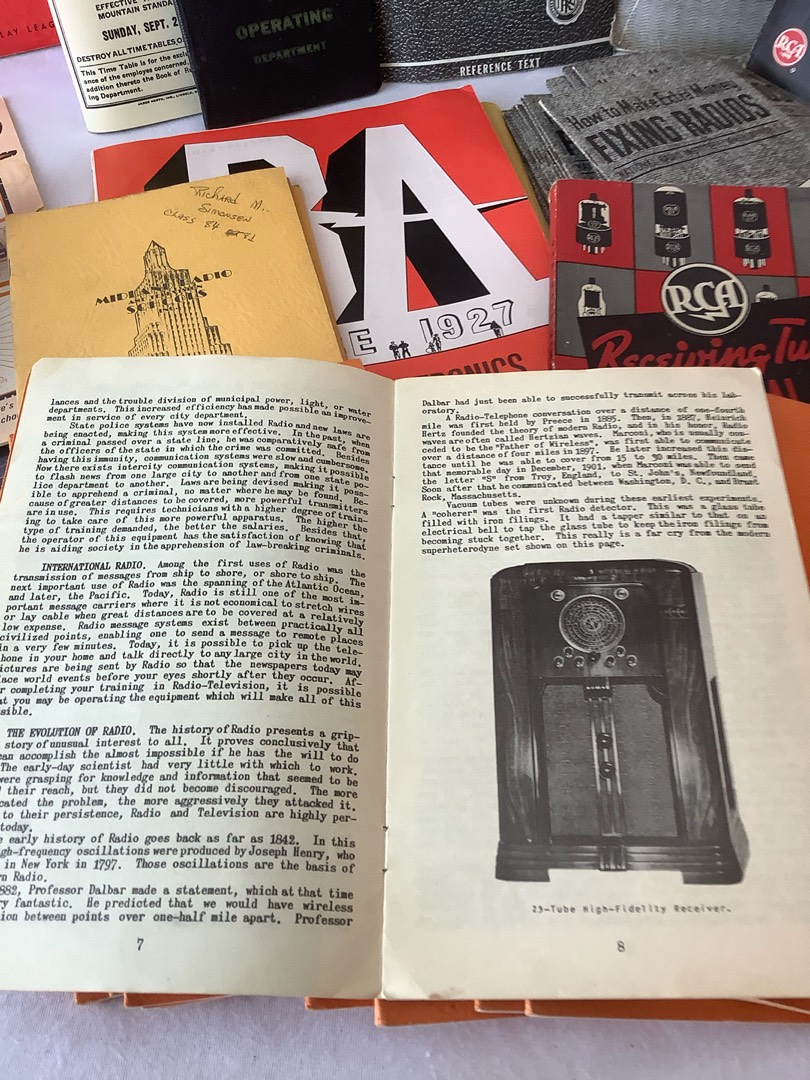 LAY LEAG
EFFECTIVE
MOUNTAIN STANDARD
SUNDAY, SEPT. 2
DESTROY ALL TIME TABLES
This Time Table is for the
ance of the employes concerned.
addition thereto the Book of
ing Department.
OPERATING
DEPARTMENT
REFERENCE TEXT
RCA
How to Make Extra Money
FIXING RADIOS
Richard M.
Simonsen
Class 84 81
RADIO
SCHOOLS
BA
E 1927
RONICS
RCA
Receiving Tu
lances and the trouble division of municipal power, light, or water
departments. This increased efficiency has made possible an improve-
ment in service of every city department.
State police systems have now installed Radio and new laws are
being enacted, making this system more effective. In the past, when
a criminal passed over a state line, he was comparatively safe from
the officers of the state in which the crime was committed. Besides
having this immunity, communication systems were slow and cumbersome.
Now there exists intercity communication systems, making it possible
to flash news from one large city to another and from one state po-
lice department to another. Laws are being devised making it poss-
ible to apprehend a criminal, no matter where he may be found. Be-
cause of greater distances to be covered, more powerful transmitters
are in use. This requires technicians with a higher degree of train-
ing to take care of this more powerful apparatus. The higher the
type of training demanded, the better the salaries. Besides that,
the operator of this equipment has the satisfaction of knowing that
he is aiding society in the apprehension of law-breaking criminals.
INTERNATIONAL RADIO. Among the first uses of Radio was the
transmission of messages from ship to shore, or shore to ship. The
next important use of Radio was the spanning of the Atlantic Ocean,
and later, the Pacific. Today, Radio is still one of the most im-
portant message carriers where it is not economical to stretch wires
or lay cable when great distances are to be covered at a relatively
low expense. Radio message systems exist between practically all
civilized points, enabling one to send a message to remote places
in a very few minutes. Today, it is possible to pick up the tele-
hone in your home and talk directly to any large city in the world.
ictures are being sent by Radio so that the newspapers today may
lace world events before your eyes shortly after they occur. Af-
r completing your training in Radio-Television, it is possible
at you may be operating the equipment which will make all of this
sible.
THE EVOLUTION OF RADIO. The history of Radio presents a grip-
story of unusual interest to all. It proves conclusively that
an accomplish the almost impossible if he has the will to do
The early-day scientist had very little with which to work.
were grasping for knowledge and information that seemed to be
their reach, but they did not become discouraged. The more
cated the problem, the more aggressively they attacked it.
to their persistence, Radio and Television are highly per-
today.
e early history of Radio goes back as far as 1842. In this
gh-frequency oscillations were produced by Joseph Henry, who
in New York in 1797. Those oscillations are the basis of
n Radio.
882, Professor Dalbar made a statement, which at that time
ry fantastic. He predicted that we would have wireless
ion between points over one-half mile apart. Professor
7
Dalbar had just been able to successfully transmit across his lab-
oratory.
A Radio-Telephone conversation over a distance of one-fourth
mile was first held by Preece in 1885. Then, in 1887, Heinrich
Hertz founded the theory of modern Radio, and in his honor, Radio
waves are often called Hertzian waves. Marconi, who is usually con-
ceded to be the "Father of Wireless", was first able to communicate
over a distance of four miles in 1897. He later increased this dis-
tance until he was able to cover from 15 to 30 miles. Then came
that memorable day in December, 1901, when Marconi was able to send
the letter "S" from Troy, England, to St. John's, Newfoundland.
Soon after that he communicated between Washington, D. C., and Brant
Rock, Massachusetts.
Vacuum tubes were unknown during these earliest experiments.
A "coherer" was the first Radio detector. This was a glass tube
filled with iron filings. It had a tapper similar to that on an
electrical bell to tap the glass tube to keep the iron filings from
becoming stuck together. This really is a far cry from the modern
superheterodyne set shown on this page.
23-Tube High-Fidelity Receiver.
8